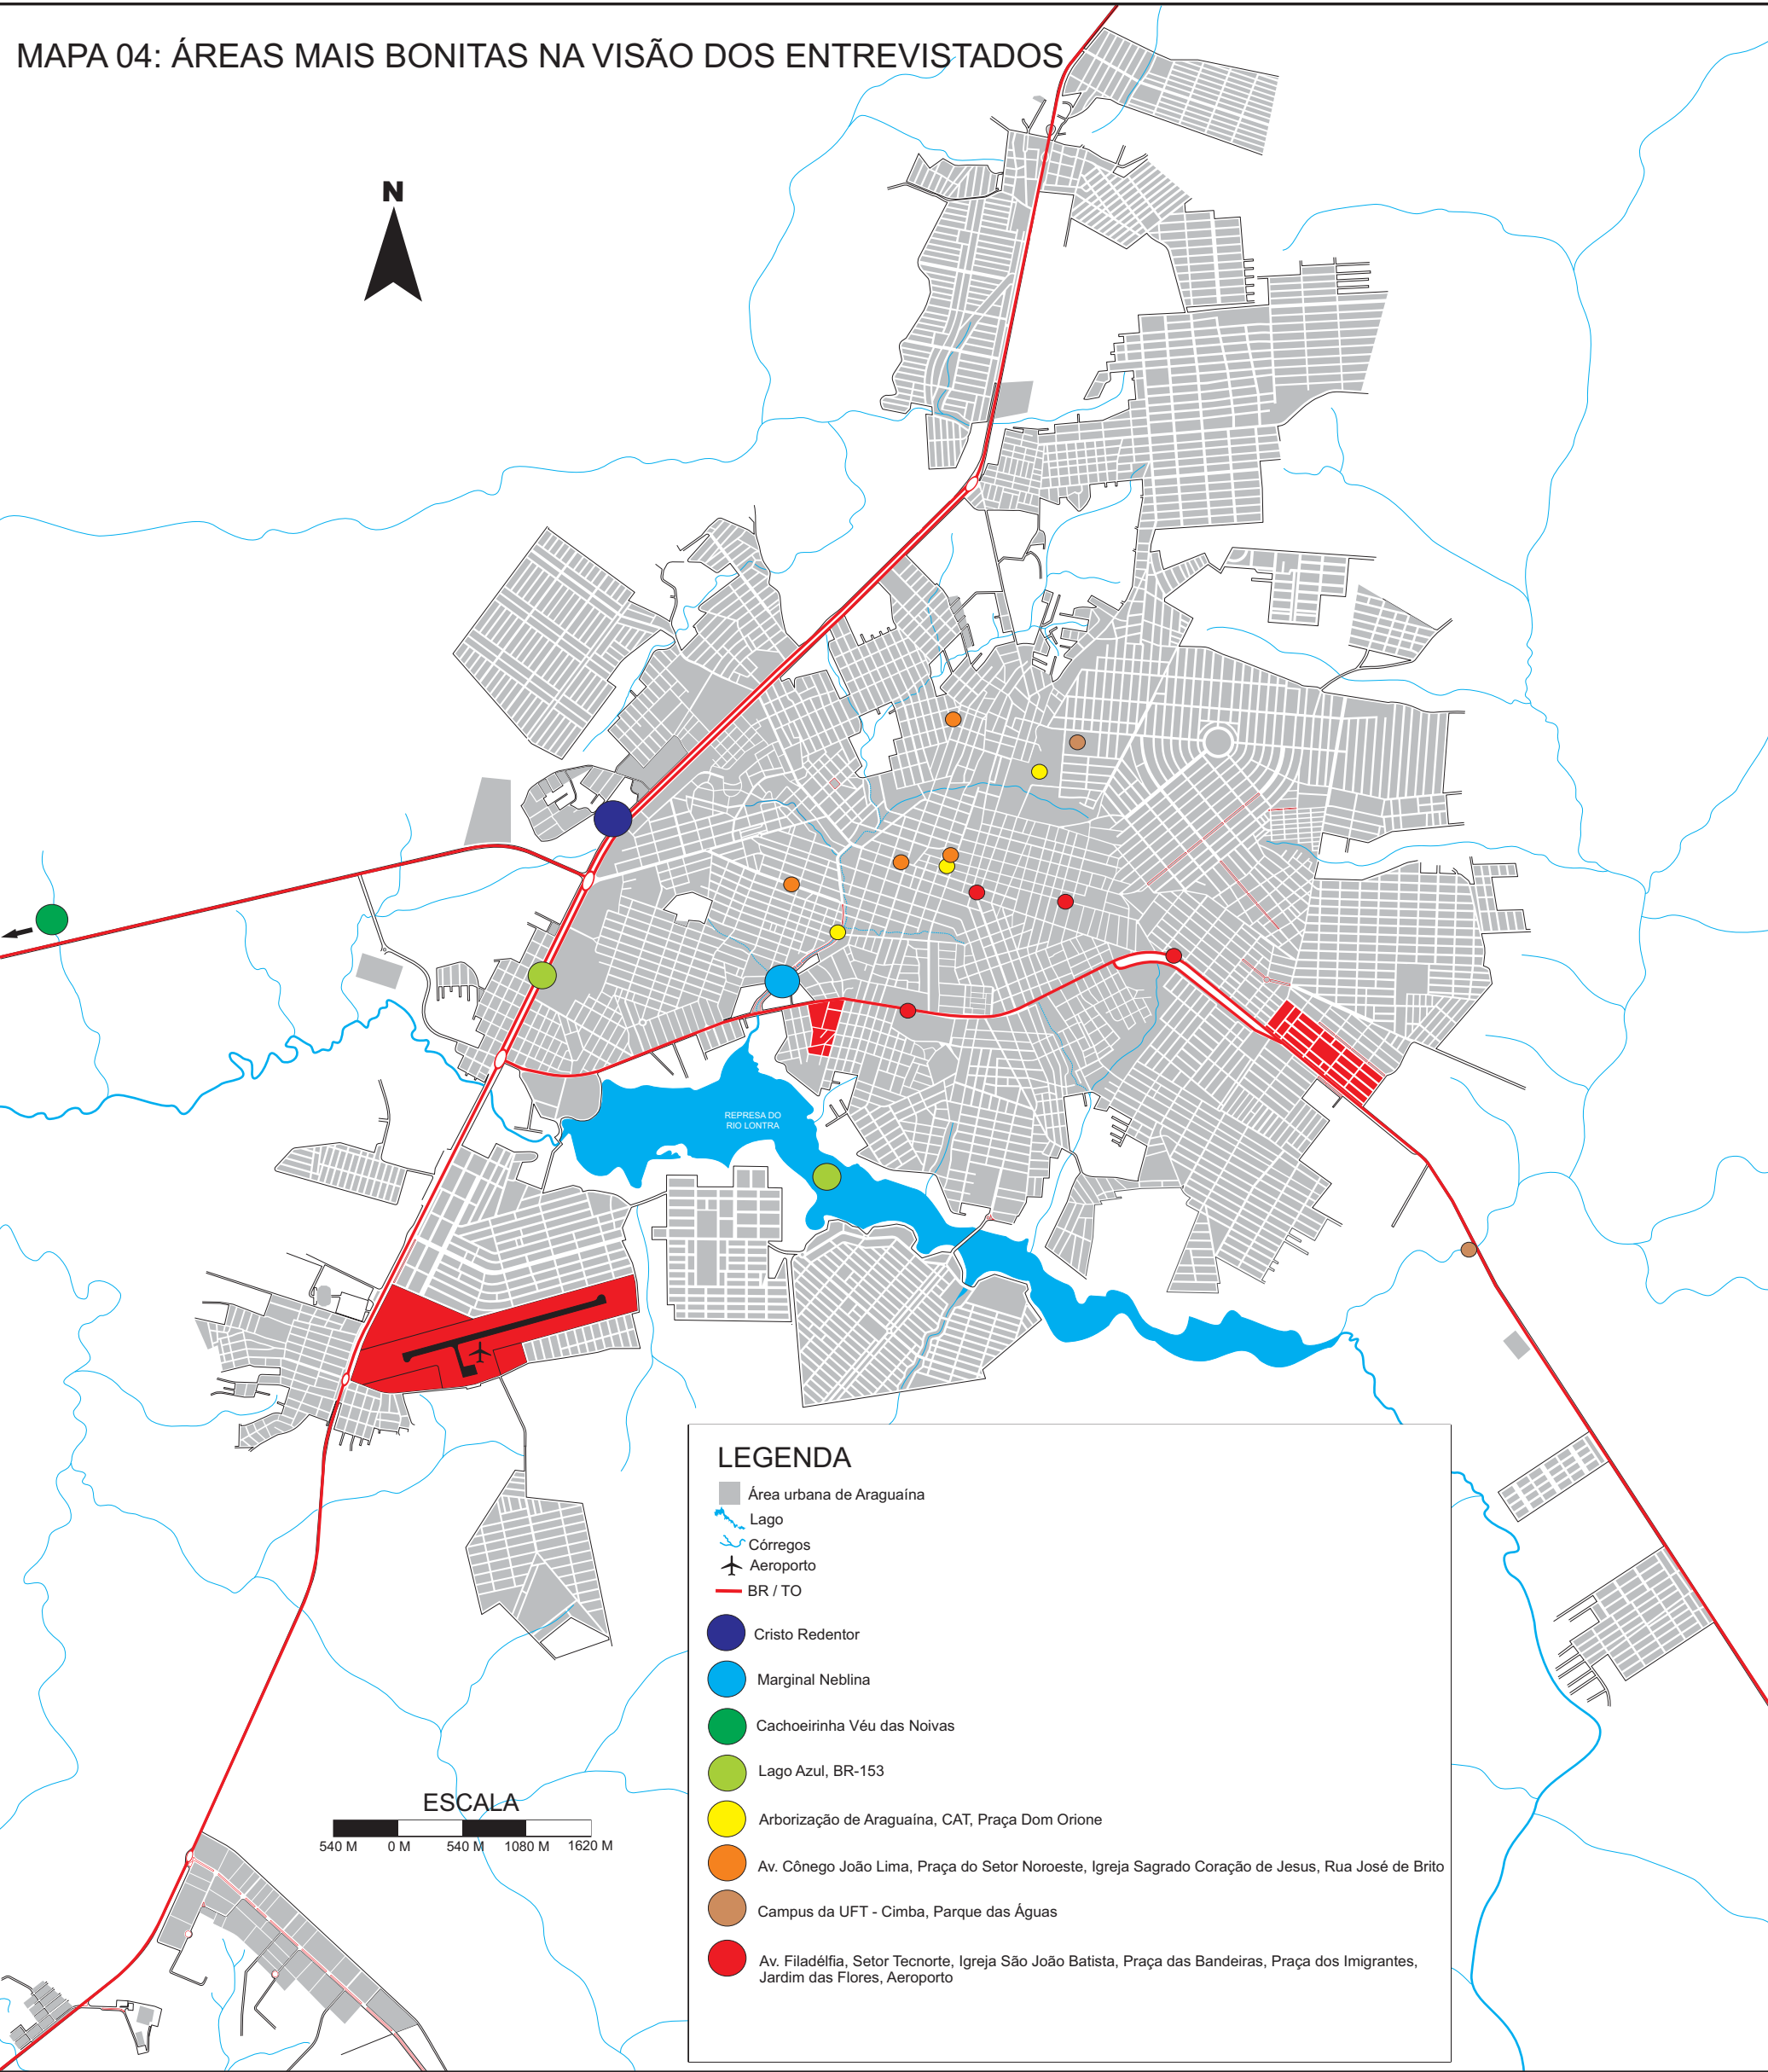 MAPA 04: ÁREAS MAIS BONITAS NA VISÃO DOS ENTREVISTADOS
N
REPRESA DO
RIO LONTRA
LEGENDA
Área urbana de Araguaína
Lago
Córregos
Aeroporto
BR / TO
Cristo Redentor
Marginal Neblina
Cachoeirinha Véu das Noivas
Lago Azul, BR-153
Arborização de Araguaína, CAT, Praça Dom Orione
Av. Cônego João Lima, Praça do Setor Noroeste, Igreja Sagrado Coração de Jesus, Rua José de Brito
Campus da UFT - Cimba, Parque das Águas
Av. Filadélfia, Setor Tecnorte, Igreja São João Batista, Praça das Bandeiras, Praça dos Imigrantes,
Jardim das Flores, Aeroporto
ESCALA
540 M 0 M 540 M 1080 M 1620 M